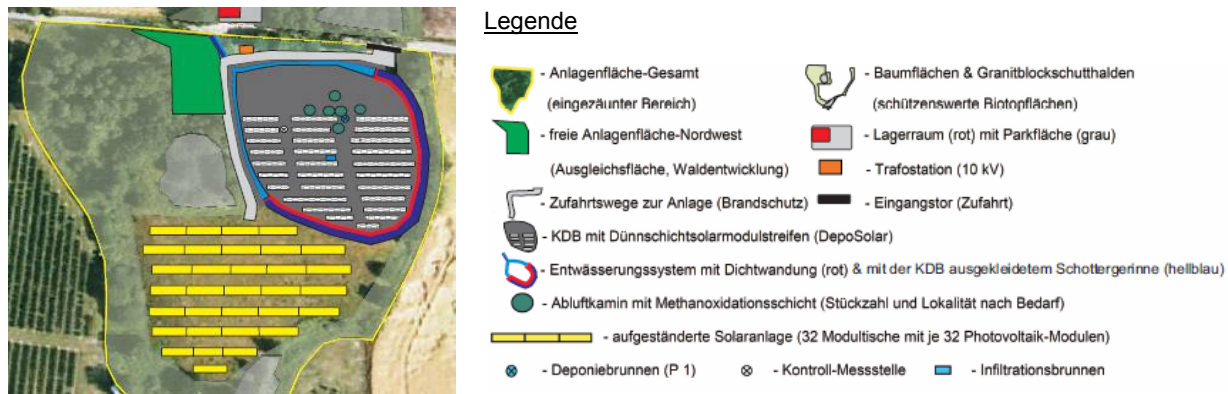 Legende
- Anlagenfläche-Gesamt
(eingezäunter Bereich)
- Baumflächen & Granitblockschutthalden
(schützenswerte Biotopflächen)
- freie Anlagenfläche-Nordwest
(Ausgleichsfläche, Waldentwicklung)
- Lagerraum (rot) mit Parkfläche (grau)
- Trafostation (10 kV)
- Zufahrtswege zur Anlage (Brandschutz)
- Eingangstor (Zufahrt)
- KDB mit Dünnschichtsolarmodulstreifen (DepoSolar)
- Entwässerungssystem mit Dichtwandung (rot) & mit der KDB ausgekleidetem Schottergerinne (hellblau)
- Abluftkamin mit Methanoxidationsschicht (Stückzahl und Lokalität nach Bedarf)
- aufgeständerte Solaranlage (32 Modultische mit je 32 Photovoltaik-Modulen)
- Deponiebrunnen (P 1)
- Kontroll-Messstelle
- Infiltrationsbrunnen